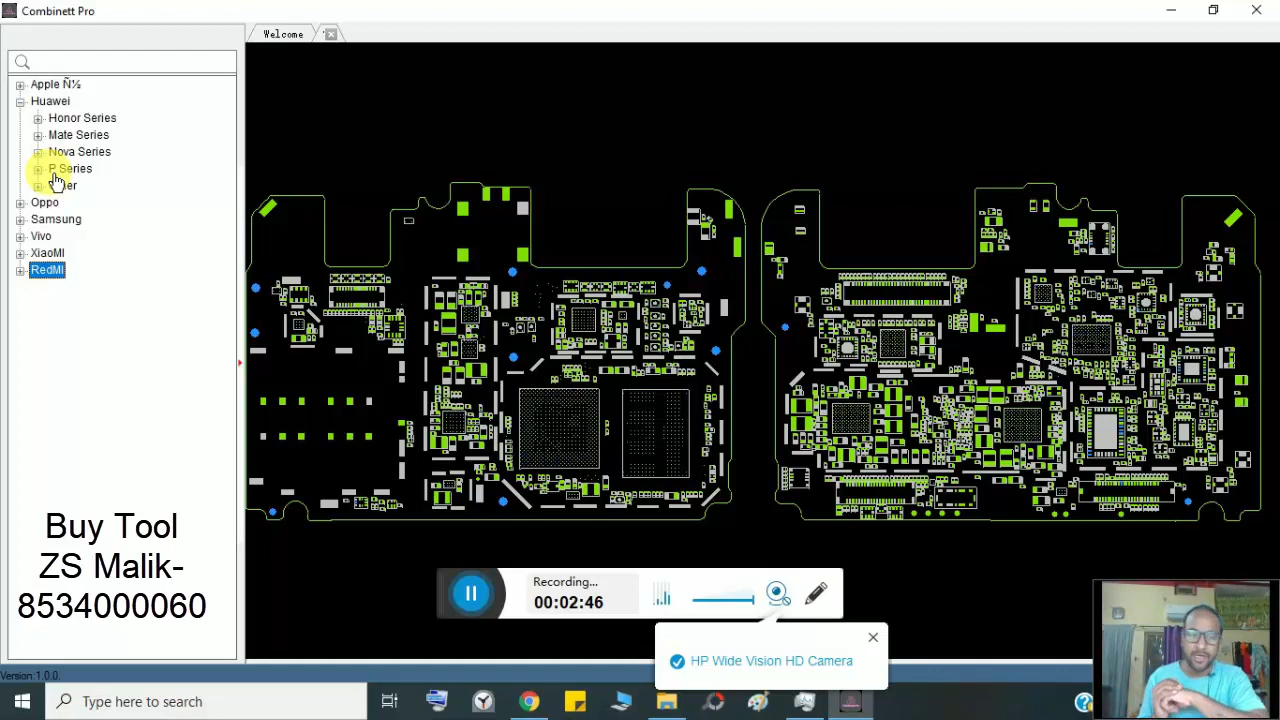 Combinett Pro
Welcome
Apple Ñ½
Huawei
Honor Series
Mate Series
Nova Series
P Series
Oppo
Samsung
Vivo
XiaoMI
RedMI
Buy Tool
ZS Malik-
8534000060
Recording...
00:02:46
HP Wide Vision HD Camera
Version:1.0.0.
Type here to search